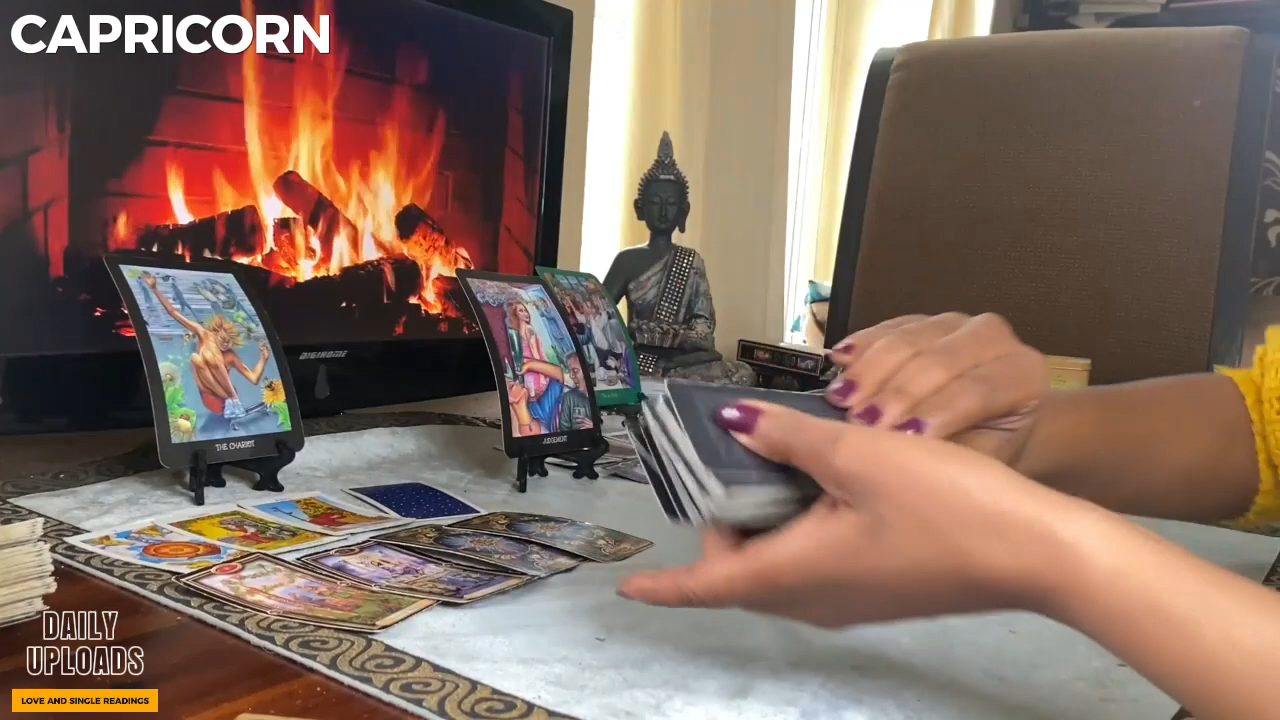 CAPRICORN
DIGIHOME
THE CHARIOT
JUDGEMENT
DAILY
UPLOADS
LOVE AND SINGLE READINGS